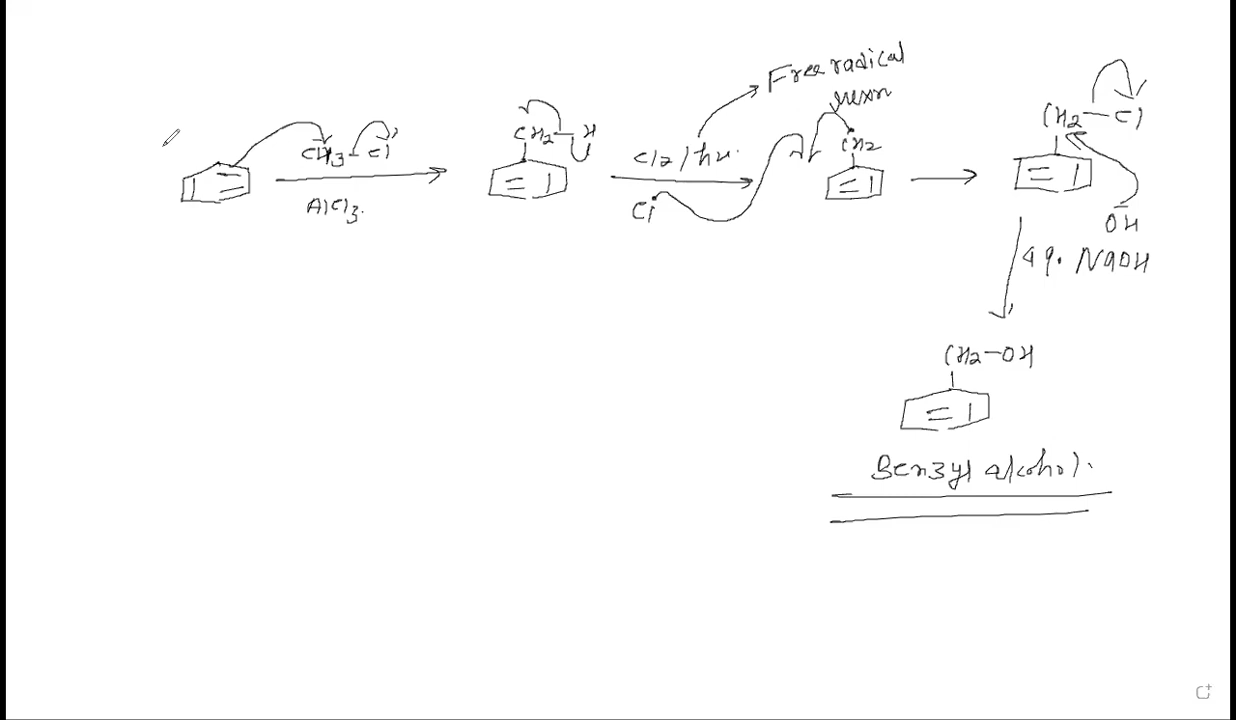 Free radical
rexn
CH3-Cl
AlCl3.
CH2-H
Cl2/hν.
Cl
CH2
CH2-Cl
OH
aq. NaOH
CH2-OH
Benzyl alcohol.